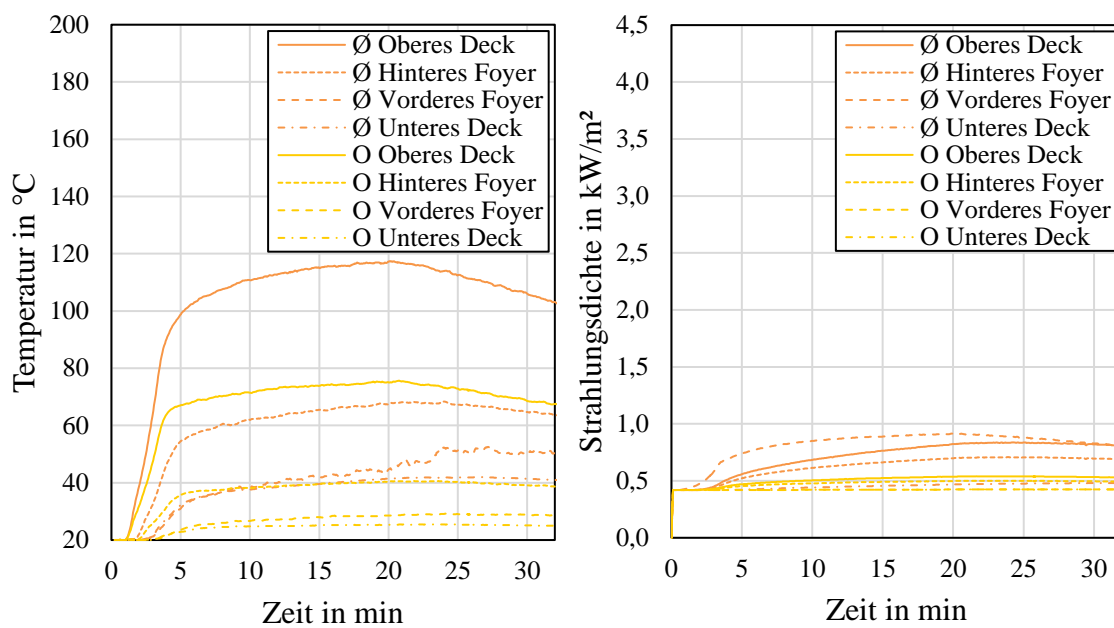 200
180
160
140
120
100
80
60
40
20
0
5
10
15
20
25
30
Temperatur in °C
Zeit in min
Ø Oberes Deck
Ø Hinteres Foyer
Ø Vorderes Foyer
Ø Unteres Deck
O Oberes Deck
O Hinteres Foyer
O Vorderes Foyer
O Unteres Deck
4,5
4,0
3,5
3,0
2,5
2,0
1,5
1,0
0,5
0,0
0
5
10
15
20
25
30
Strahlungsdichte in kW/m²
Zeit in min
Ø Oberes Deck
Ø Hinteres Foyer
Ø Vorderes Foyer
Ø Unteres Deck
O Oberes Deck
O Hinteres Foyer
O Vorderes Foyer
O Unteres Deck